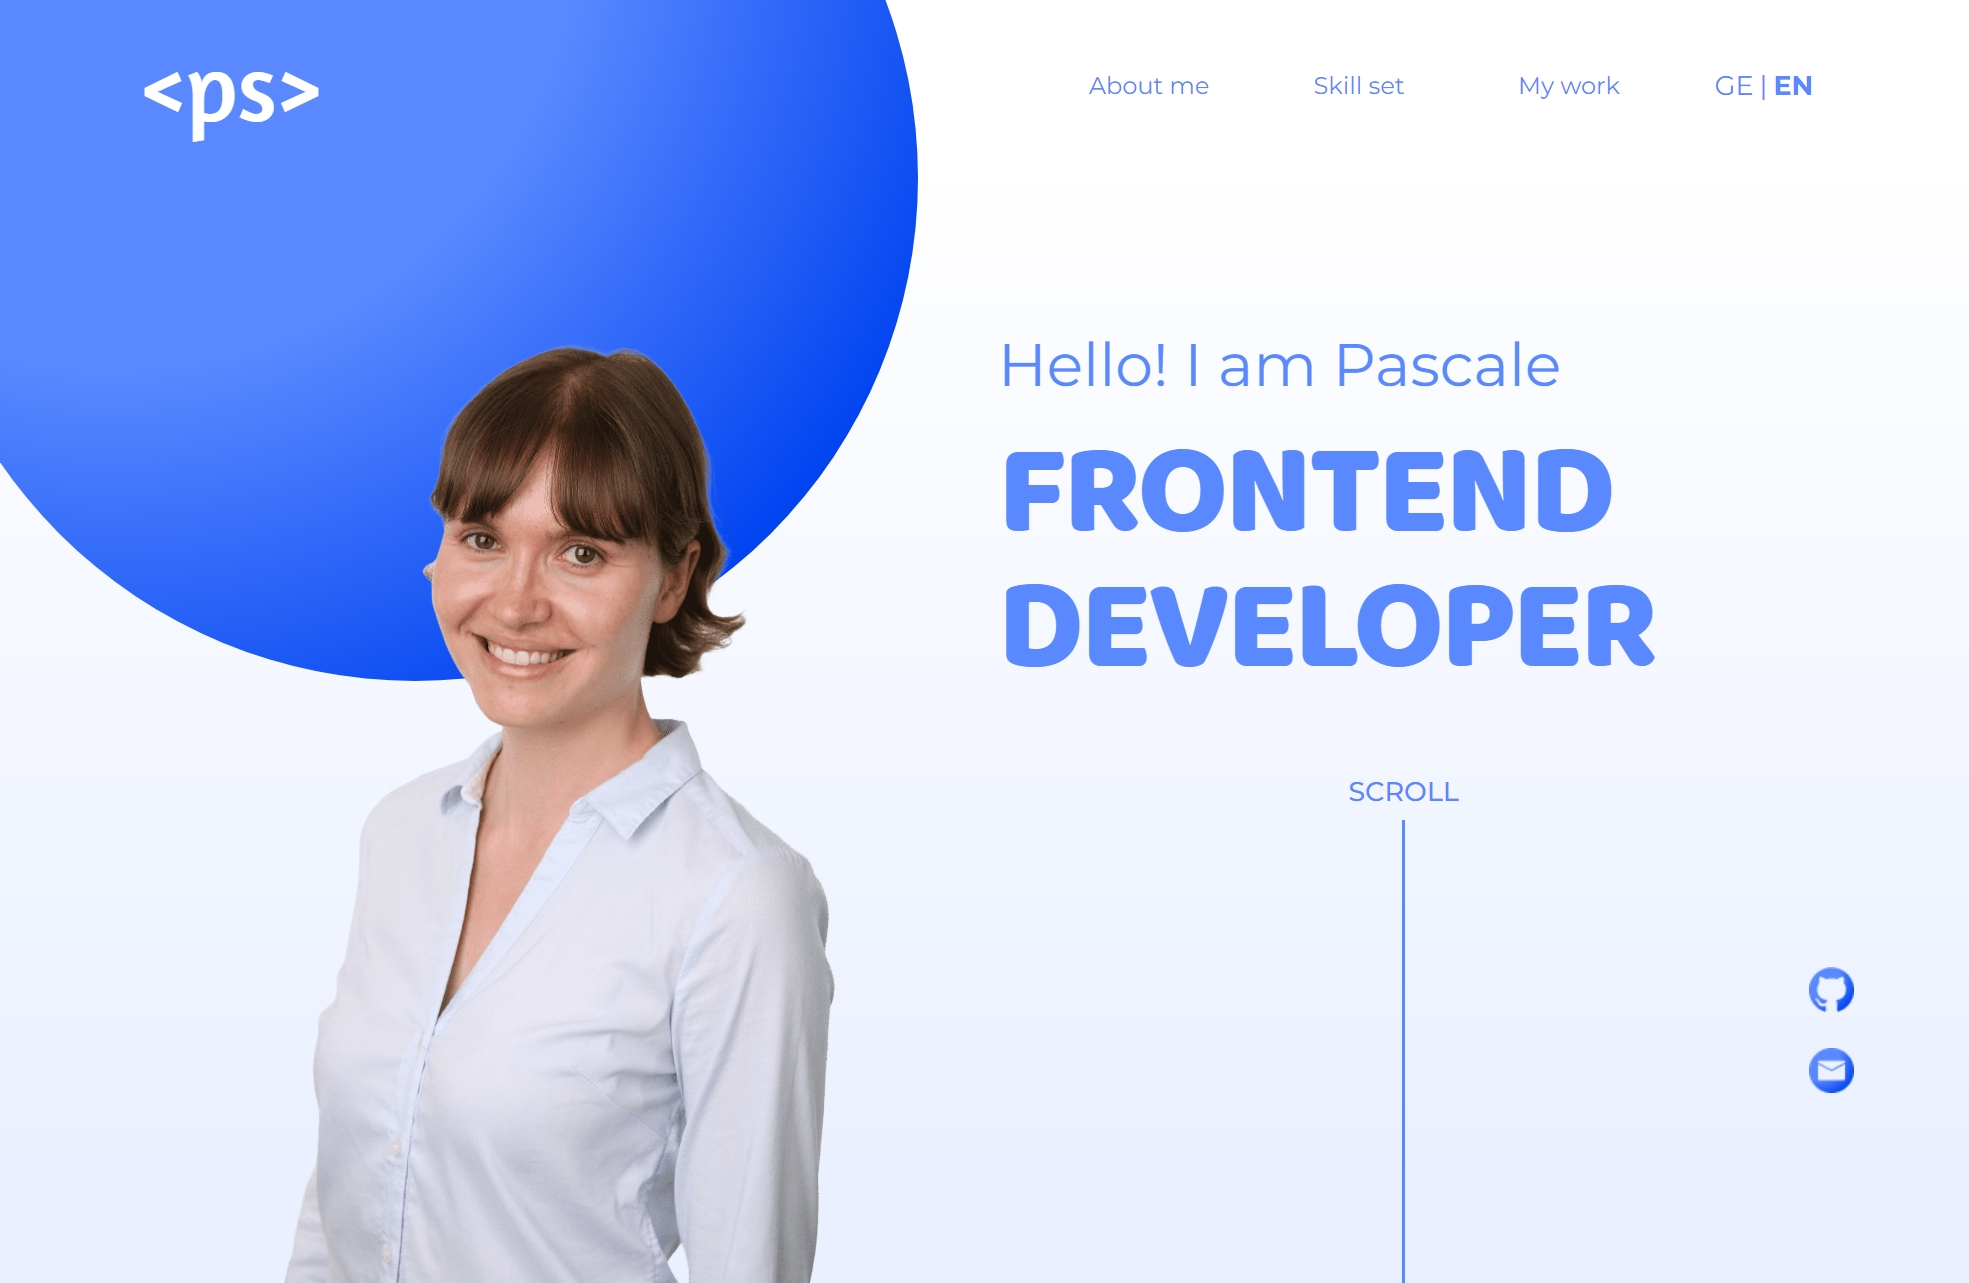 <ps>
About me
Skill set
My work
GE | EN
Hello! I am Pascale
FRONTEND
DEVELOPER
SCROLL